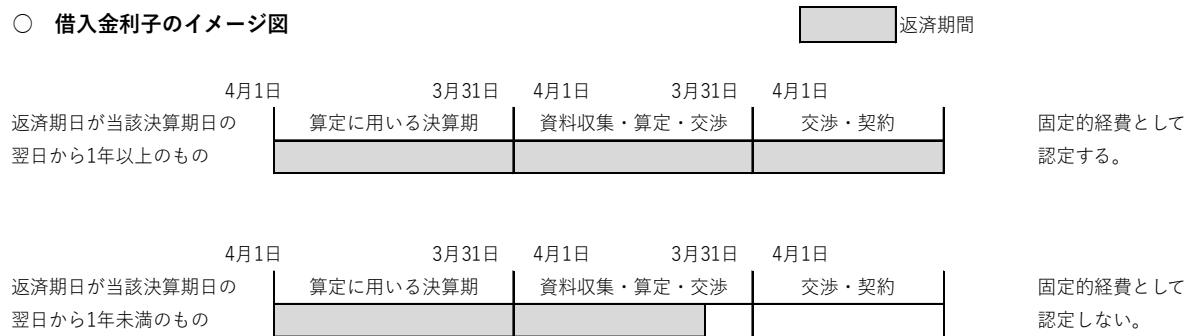 ○ 借入金利子のイメージ図 返済期間
4月1日 3月31日 4月1日 3月31日 4月1日
返済期日が当該決算期日の 算定に用いる決算期 資料収集・算定・交渉 交渉・契約 固定的経費として
翌日から1年以上のもの 認定する。
4月1日 3月31日 4月1日 3月31日 4月1日
返済期日が当該決算期日の 算定に用いる決算期 資料収集・算定・交渉 交渉・契約 固定的経費として
翌日から1年未満のもの 認定しない。